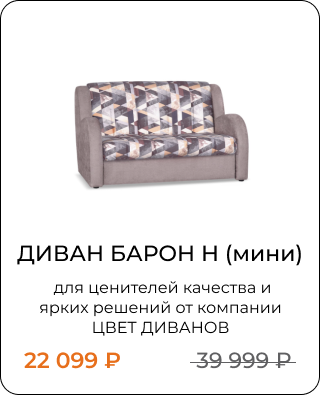 ДИВАН БАРОН Н (мини)
для ценителей качества и
ярких решений от компании
ЦВЕТ ДИВАНОВ
22 099 ₽ 39 999 ₽